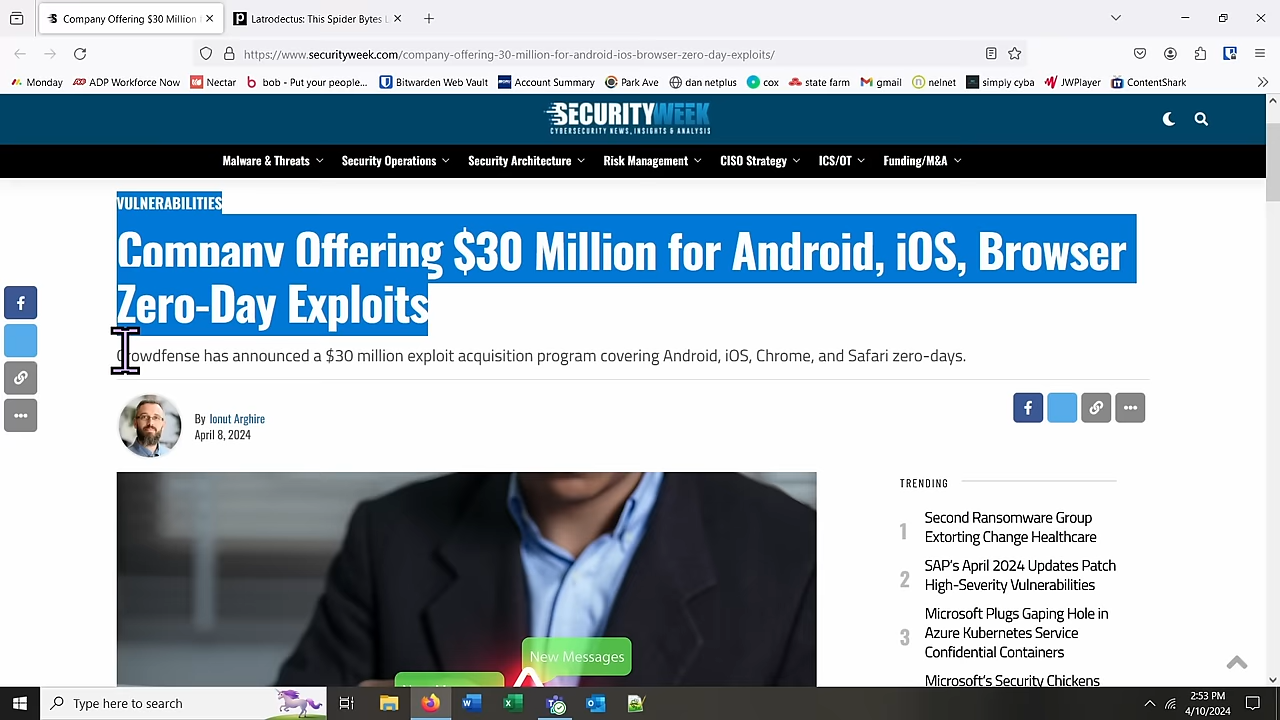 Company Offering $30 Million
Latrodectus: This Spider Bytes L
https://www.securityweek.com/company-offering-30-million-for-android-ios-browser-zero-day-exploits/
Monday ADP Workforce Now Nectar bob - Put your peop... Bitwarden Web Vault Account Summary Park Ave dan netplus cox state farm gmail nelnet simply cyba JWPlayer ContentShark
SECURITYWEEK
CYBERSECURITY NEWS, INSIGHTS & ANALYSIS
Malware & Threats Security Operations Security Architecture Risk Management CISO Strategy ICS/OT Funding/M&A
VULNERABILITIES
Company Offering $30 Million for Android, iOS, Browser
Zero-Day Exploits
Crowdfense has announced a $30 million exploit acquisition program covering Android, iOS, Chrome, and Safari zero-days.
By Ionut Arghire
April 8, 2024
TRENDING
1 Second Ransomware Group
Extorting Change Healthcare
2 SAP's April 2024 Updates Patch
High-Severity Vulnerabilities
3 Microsoft Plugs Gaping Hole in
Azure Kubernetes Service
Confidential Containers
Microsoft's Security Chickens
New Messages
Type here to search
2:53 PM
4/10/2024